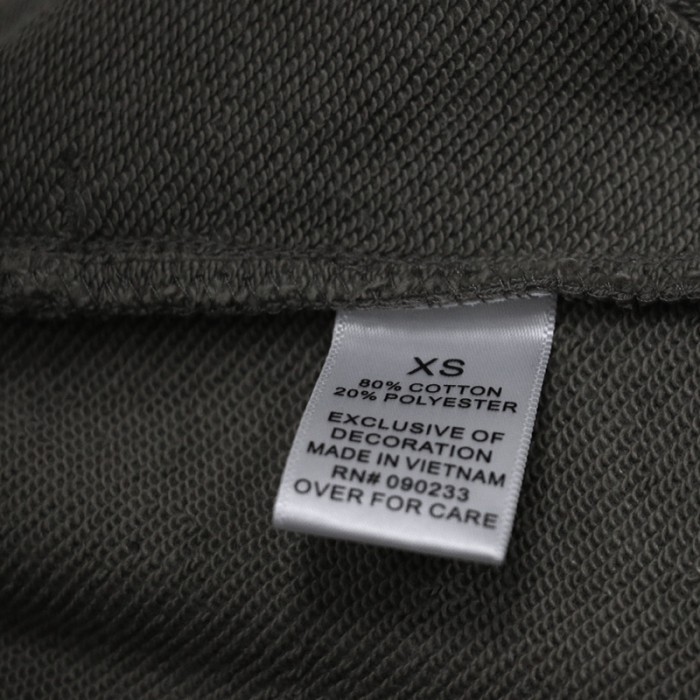 XS
80% COTTON
20% POLYESTER
EXCLUSIVE OF
DECORATION
MADE IN VIETNAM
RN# 090233
OVER FOR CARE